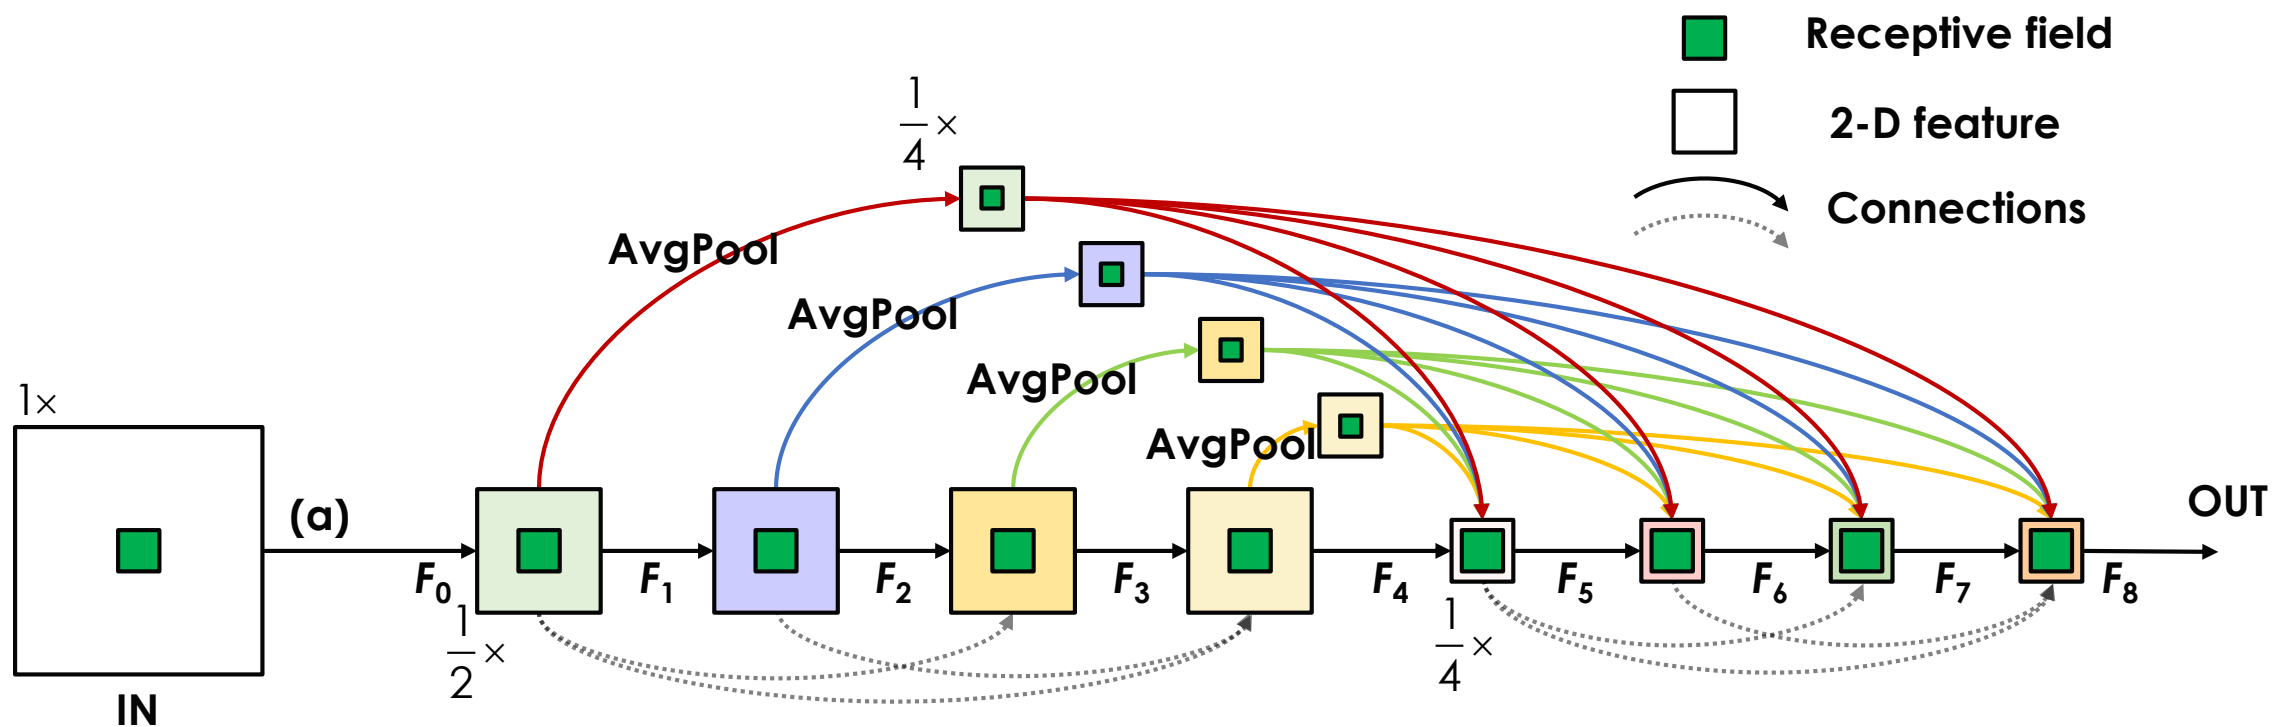 Receptive field
2-D feature
Connections
1/4 ×
AvgPool
AvgPool
AvgPool
AvgPool
1×
(a)
OUT
F0
F1
F2
F3
F4
F5
F6
F7
F8
1/2 ×
1/4 ×
IN